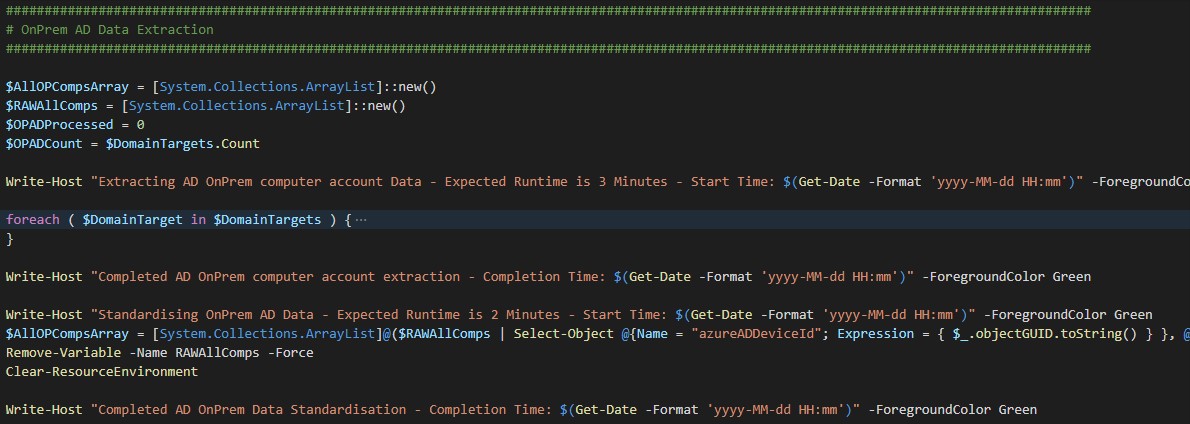 #############################################################################################################################################
# OnPrem AD Data Extraction
#############################################################################################################################################
$AllOPCompsArray = [System.Collections.ArrayList]::new()
$RAWAllComps = [System.Collections.ArrayList]::new()
$OPADProcessed = 0
$OPADCount = $DomainTargets.Count
Write-Host "Extracting AD OnPrem computer account Data - Expected Runtime is 3 Minutes - Start Time: $(Get-Date -Format 'yyyy-MM-dd HH:mm')" -ForegroundCo
foreach ( $DomainTarget in $DomainTargets ) {···
}
Write-Host "Completed AD OnPrem computer account extraction - Completion Time: $(Get-Date -Format 'yyyy-MM-dd HH:mm')" -ForegroundColor Green
Write-Host "Standardising OnPrem AD Data - Expected Runtime is 2 Minutes - Start Time: $(Get-Date -Format 'yyyy-MM-dd HH:mm')" -ForegroundColor Green
$AllOPCompsArray = [System.Collections.ArrayList]@($RAWAllComps | Select-Object @{Name = "azureADDeviceId"; Expression = { $_.objectGUID.toString() } }, @
Remove-Variable -Name RAWAllComps -Force
Clear-ResourceEnvironment
Write-Host "Completed AD OnPrem Data Standardisation - Completion Time: $(Get-Date -Format 'yyyy-MM-dd HH:mm')" -ForegroundColor Green